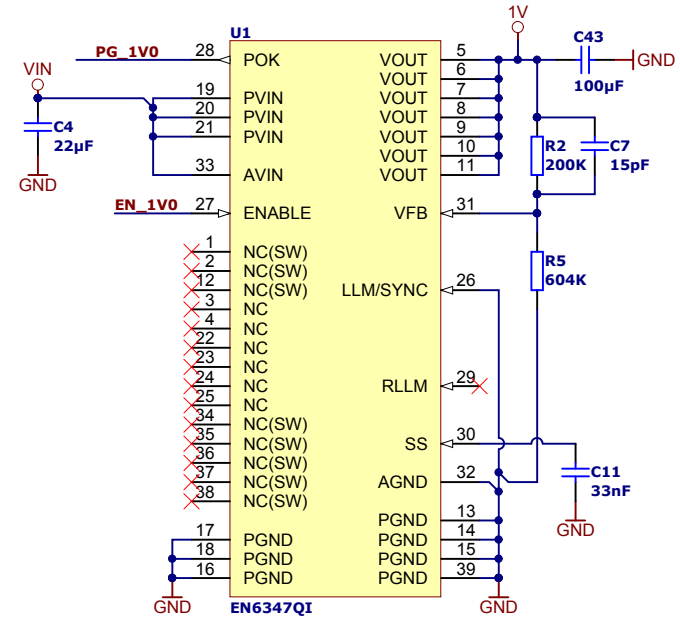 1V
U1
C43
PG_1V0 28 POK VOUT 5 GND
VOUT 6 100µF
VIN
19 PVIN VOUT 7
20 PVIN VOUT 8
C4 21 PVIN VOUT 9
22µF VOUT 10 R2 C7
33 AVIN VOUT 11 200K 15pF
GND
EN_1V0 27 ENABLE VFB 31
1 NC(SW)
2 NC(SW) R5
12 NC(SW) LLM/SYNC 26 604K
3 NC
4 NC
22 NC
23 NC
24 NC RLLM 29
25 NC
34 NC(SW)
35 NC(SW) SS 30
36 NC(SW)
37 NC(SW) AGND 32 C11
38 NC(SW) 33nF
PGND 13
17 PGND PGND 14 GND
18 PGND PGND 15
16 PGND PGND 39
GND EN6347QI GND